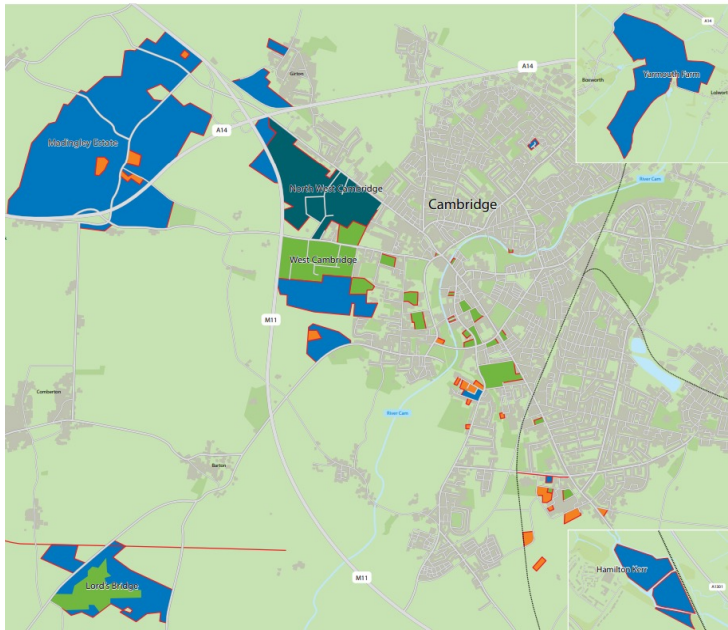 A14
Boxworth
Yarmouth Farm
Lolworth
Girton
A14
A14
Madingley Estate
North West Cambridge
River Cam
Cambridge
West Cambridge
M11
Comberton
River Cam
Barton
Hamilton Kerr
A1301
M11
Lord's Bridge